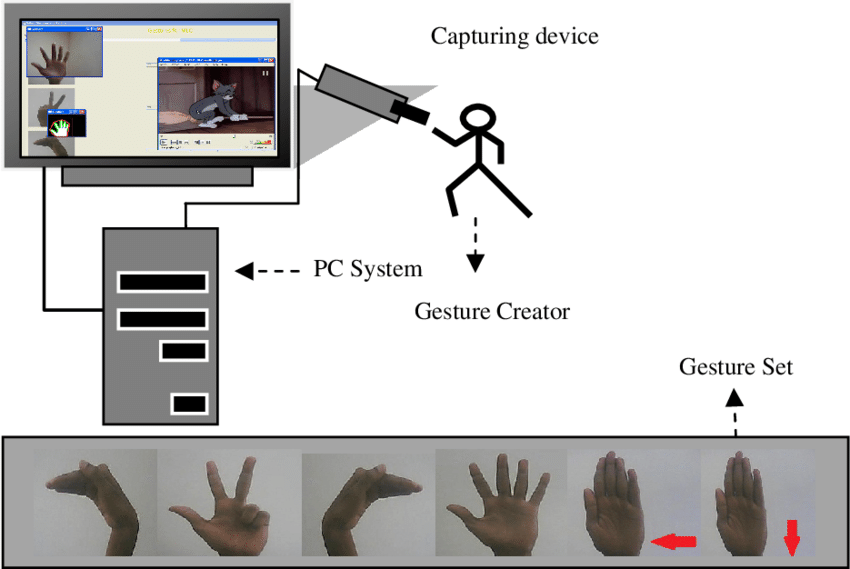 Capturing device
PC System
Gesture Creator
Gesture Set